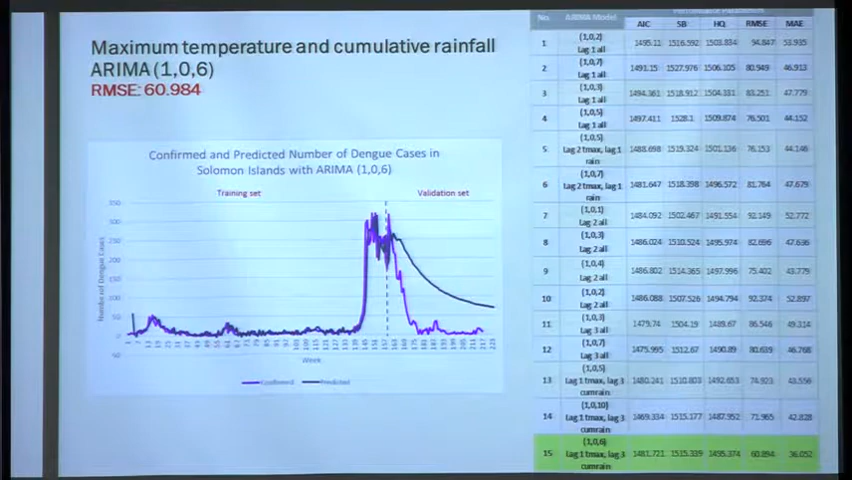 Maximum temperature and cumulative rainfall
ARIMA (1,0,6)
RMSE: 60.984
Confirmed and Predicted Number of Dengue Cases in
Solomon Islands with ARIMA (1,0,6)
Training set
Validation set
Number of Dengue Cases
350
300
250
200
150
100
50
0
50
Week
Confirmed
Predicted
No. ARIMA Model AIC SB HQ RMSE MAE
1 (1,0,2) Lag 1 all 1495.11 1516.592 1503.834 94.847 53.935
2 (1,0,7) Lag 1 all 1493.15 1527.976 1506.105 80.949 46.913
3 (1,0,3) Lag 1 all 1494.361 1518.912 1504.331 83.251 47.779
4 (1,0,5) Lag 1 all 1497.411 1528.1 1509.874 76.501 44.152
5 (1,0,5) Lag 2 tmax, lag 1 rain 1488.698 1519.324 1501.136 76.153 44.146
6 (1,0,7) Lag 2 tmax, lag 1 rain 1481.647 1518.398 1496.572 81.764 47.679
7 (1,0,1) Lag 2 all 1484.092 1502.467 1491.554 92.149 52.772
8 (1,0,3) Lag 2 all 1486.024 1510.524 1495.974 82.696 47.636
9 (1,0,4) Lag 2 all 1486.802 1514.365 1497.996 75.402 43.779
10 (1,0,2) Lag 2 all 1486.088 1507.526 1494.794 92.374 52.897
11 (1,0,3) Lag 3 all 1479.74 1504.19 1489.67 86.546 49.314
12 (1,0,7) Lag 3 all 1475.995 1512.67 1490.89 80.639 46.768
13 (1,0,5) Lag 1 tmax, lag 3 cumrain 1480.241 1510.803 1492.653 74.923 43.556
14 (1,0,10) Lag 1 tmax, lag 3 cumrain 1469.334 1515.177 1487.952 71.965 42.828
15 (1,0,6) Lag 1 tmax, lag 3 cumrain 1481.721 1515.339 1495.374 60.894 36.052